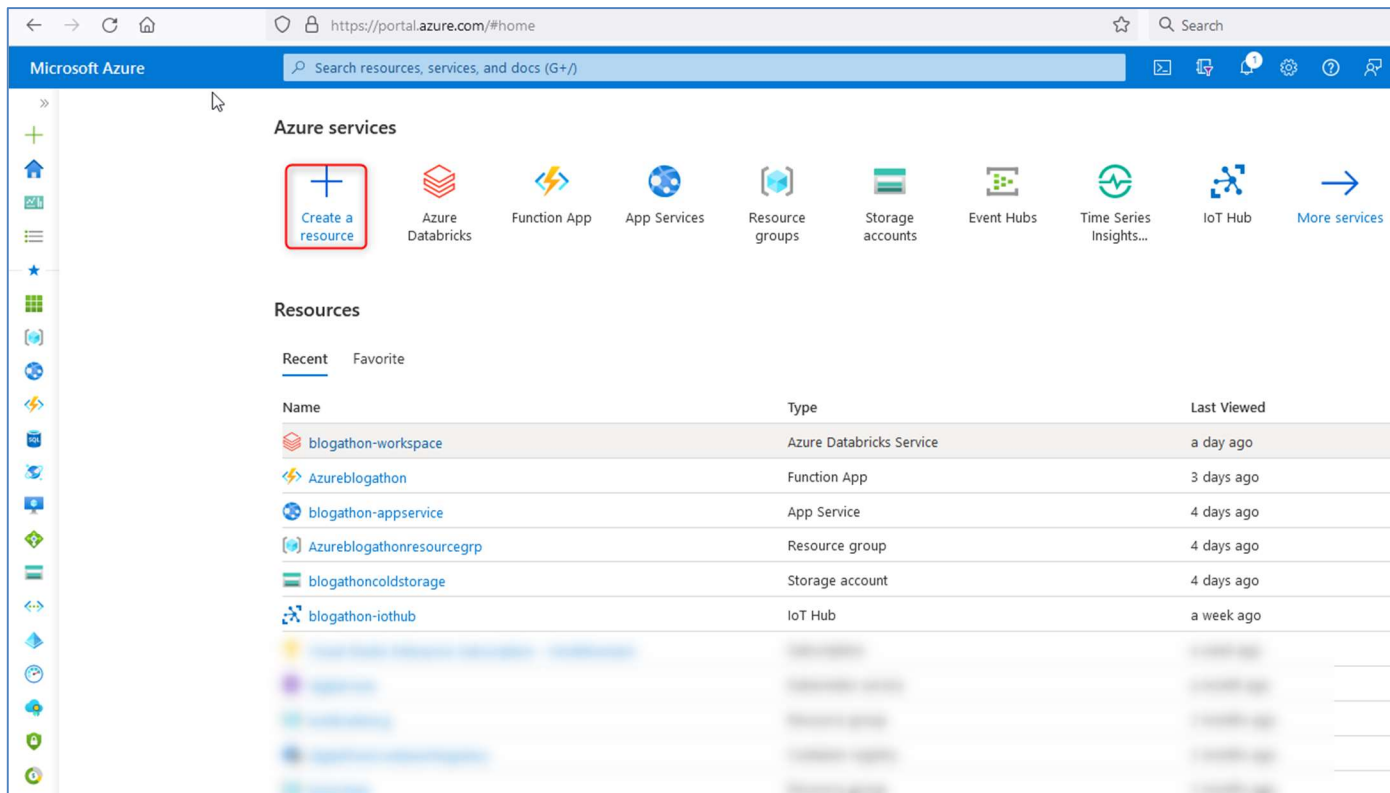 https://portal.azure.com/#home
Search
Microsoft Azure
Search resources, services, and docs (G+/)
1
Azure services
Create a
resource
Azure
Databricks
Function App
App Services
Resource
groups
Storage
accounts
Event Hubs
Time Series
Insights...
IoT Hub
More services
Resources
Recent Favorite
Name Type Last Viewed
blogathon-workspace Azure Databricks Service a day ago
Azureblogathon Function App 3 days ago
blogathon-appservice App Service 4 days ago
Azureblogathonresourcegrp Resource group 4 days ago
blogathoncoldstorage Storage account 4 days ago
blogathon-iothub IoT Hub a week ago
SQL